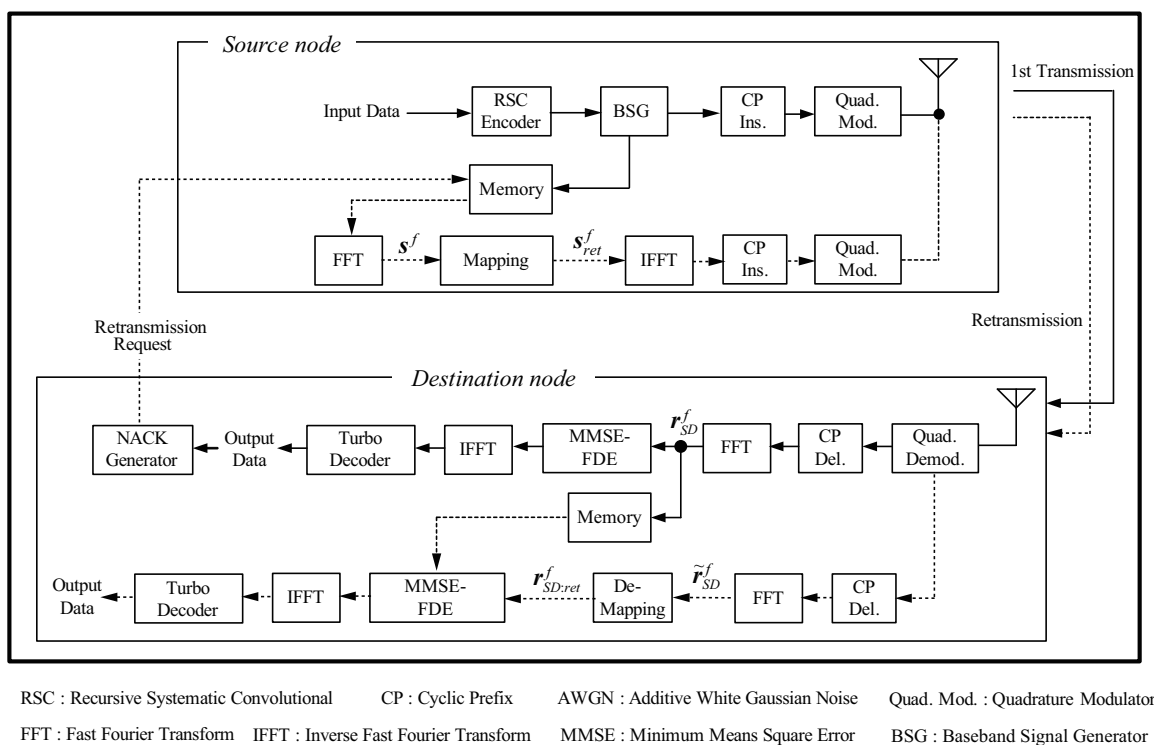 Source node
1st Transmission
Input Data
RSC
Encoder
BSG
CP
Ins.
Quad.
Mod.
Memory
FFT
s^f
Mapping
s^f_ret
IFFT
CP
Ins.
Quad.
Mod.
Retransmission
Request
Retransmission
Destination node
NACK
Generator
Output
Data
Turbo
Decoder
IFFT
MMSE-
FDE
r^f_SD
FFT
CP
Del.
Quad.
Demod.
Memory
Output
Data
Turbo
Decoder
IFFT
MMSE-
FDE
r^f_SD:ret
De-
Mapping
r̃^f_SD
FFT
CP
Del.
RSC : Recursive Systematic Convolutional CP : Cyclic Prefix AWGN : Additive White Gaussian Noise Quad. Mod. : Quadrature Modulator
FFT : Fast Fourier Transform IFFT : Inverse Fast Fourier Transform MMSE : Minimum Means Square Error BSG : Baseband Signal Generator